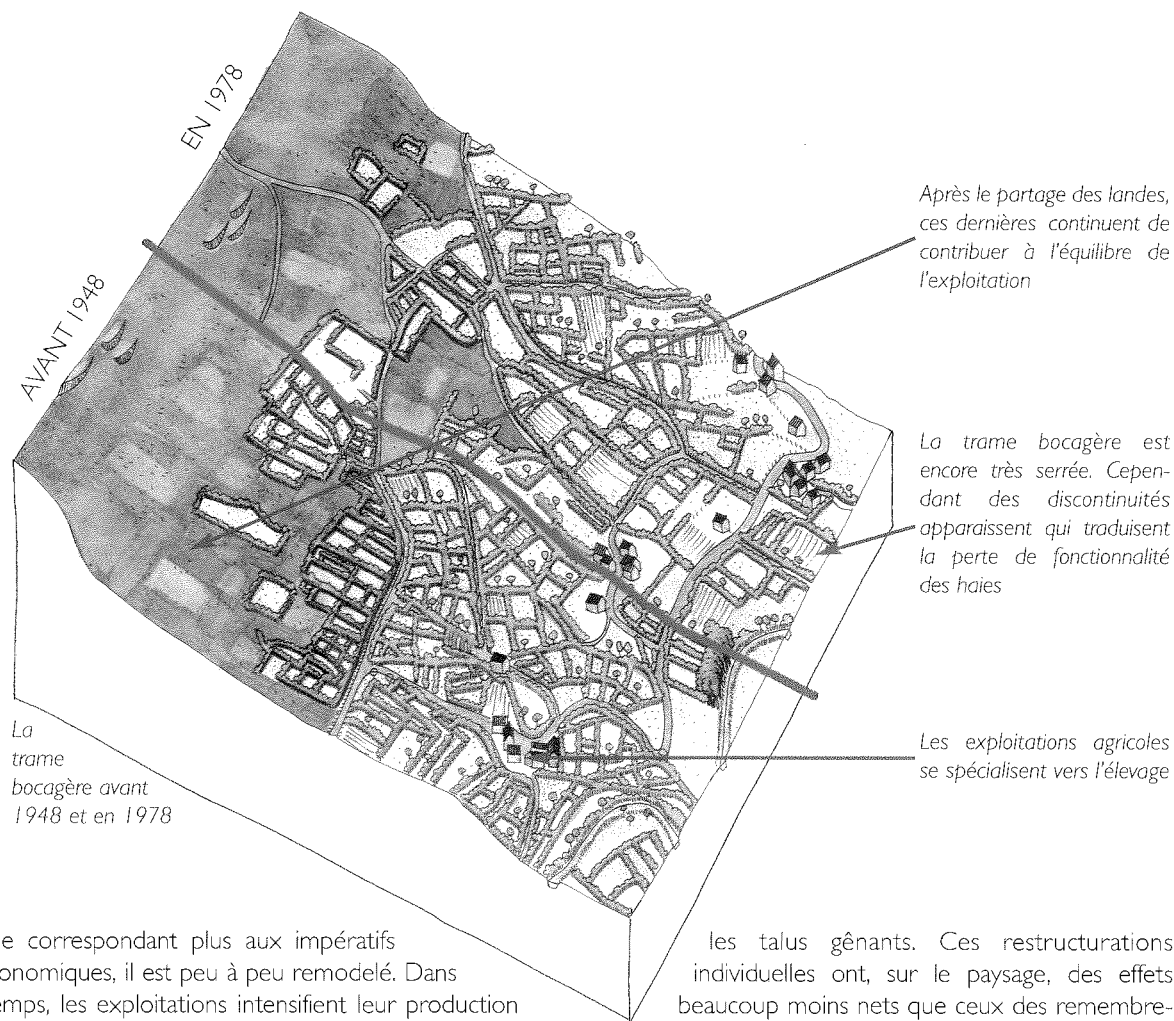 EN 1978
AVANT 1948
Après le partage des landes,
ces dernières continuent de
contribuer à l'équilibre de
l'exploitation
La trame bocagère est
encore très serrée. Cepen-
dant des discontinuités
apparaissent qui traduisent
la perte de fonctionnalité
des haies
Les exploitations agricoles
se spécialisent vers l'élevage
La
trame
bocagère avant
1948 et en 1978
e correspondant plus aux impératifs
onomiques, il est peu à peu remodelé. Dans
emps, les exploitations intensifient leur production
les talus gênants. Ces restructurations
individuelles ont, sur le paysage, des effets
beaucoup moins nets que ceux des remembre-